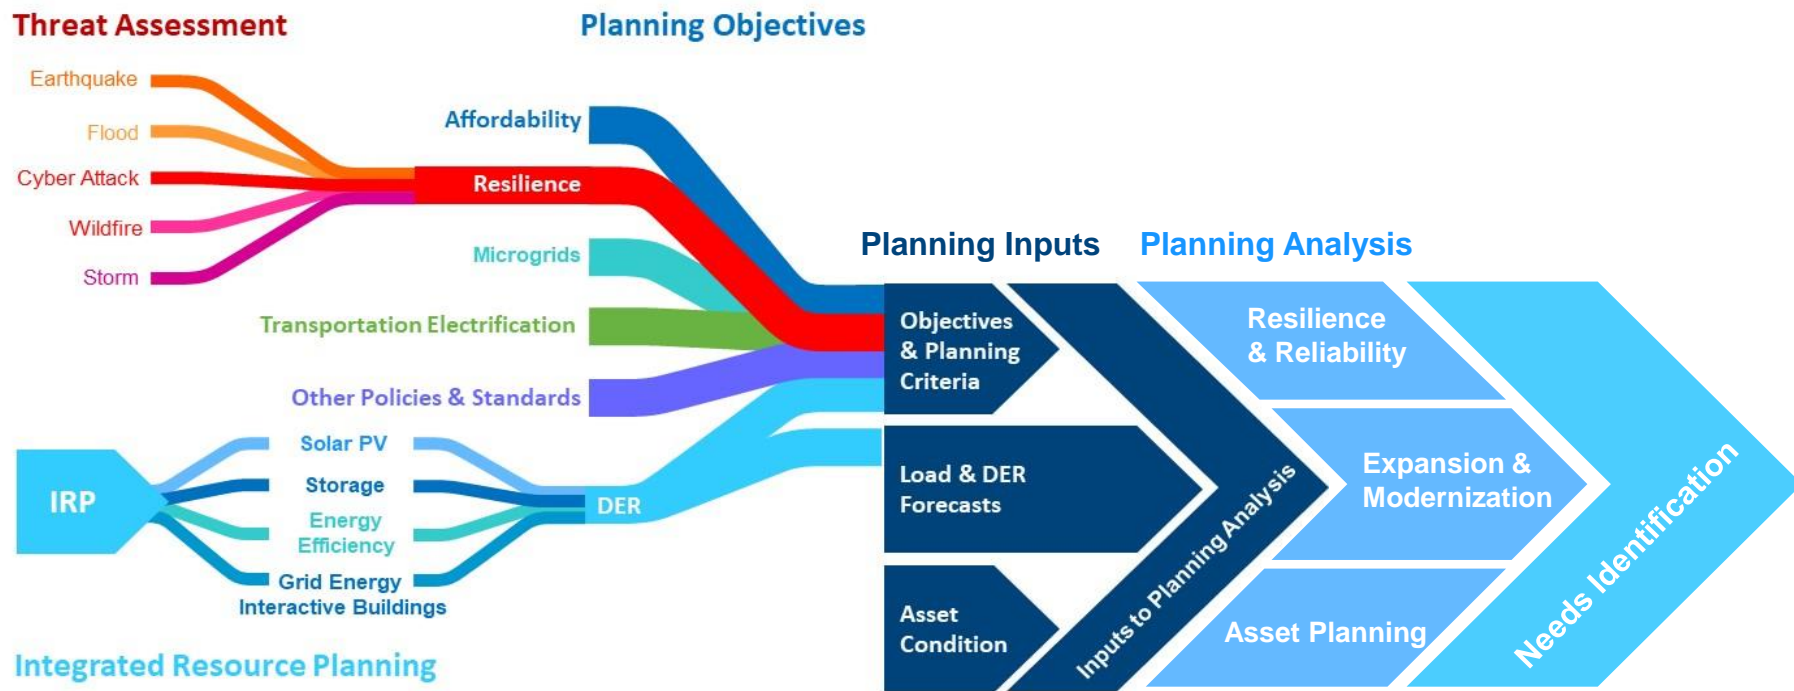 Threat Assessment
Planning Objectives
Earthquake
Flood
Cyber Attack
Wildfire
Storm
Affordability
Resilience
Microgrids
Transportation Electrification
Other Policies & Standards
IRP
Solar PV
Storage
Energy
Efficiency
Grid Energy
Interactive Buildings
DER
Integrated Resource Planning
Planning Inputs
Objectives
& Planning
Criteria
Load & DER
Forecasts
Asset
Condition
Inputs to Planning Analysis
Planning Analysis
Resilience
& Reliability
Expansion &
Modernization
Asset Planning
Needs Identification